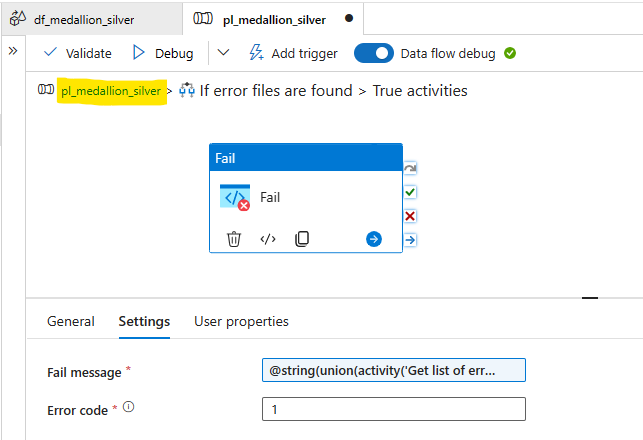 df_medallion_silver
pl_medallion_silver
Validate
Debug
Add trigger
Data flow debug
pl_medallion_silver > If error files are found > True activities
Fail
Fail
General
Settings
User properties
Fail message *
@string(union(activity('Get list of err...
Error code *
1